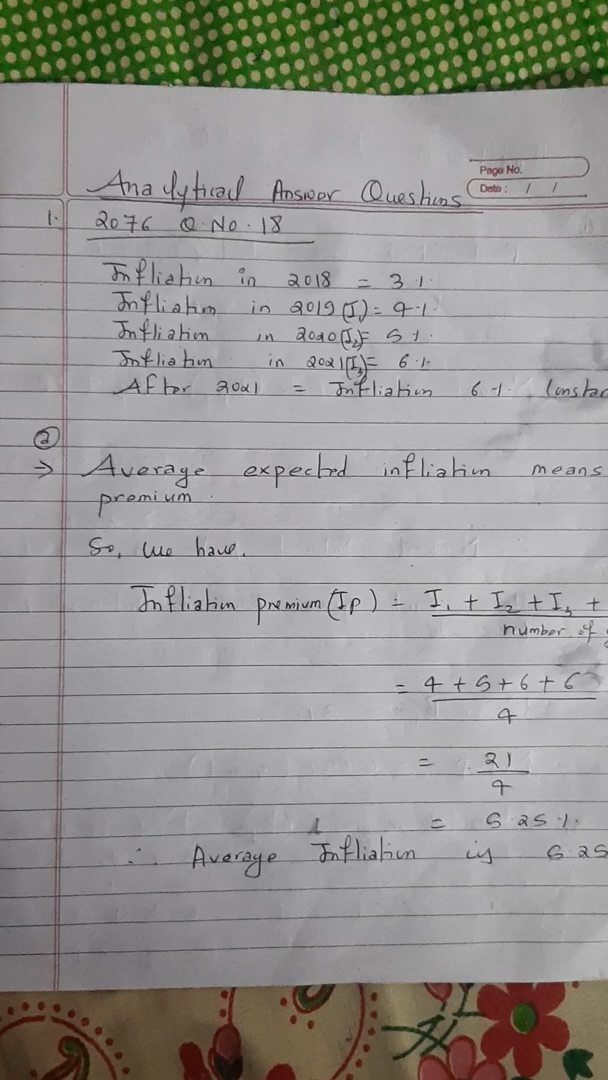 Page No.
Date : / /
Analytical Answer Questions
1. 2076 Q. No. 18
Infliation in 2018 = 3 %.
Infliation in 2019 (I₁) = 4 %
Infliation in 2020 (I₂) = 5 %.
Infliation in 2021 (I₃) = 6 %.
After 2021 = Infliation 6 % (Constac
②
⇒ Average expected infliation means
premium.
So, we have.
Infliation premium (IP) = I₁ + I₂ + I₃ +
number of y
= 4 + 5 + 6 + 6
4
= 21
4
= 5.25 %.
∴ Average Infliation is 5.25